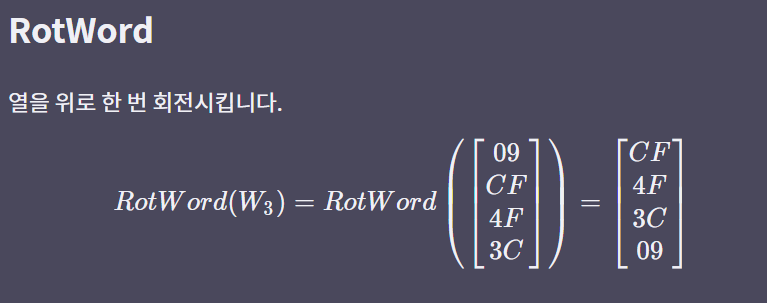 RotWord
열을 위로 한 번 회전시킵니다.
RotWord(W₃) = RotWord([09 CF 4F 3C]) = [CF 4F 3C 09]